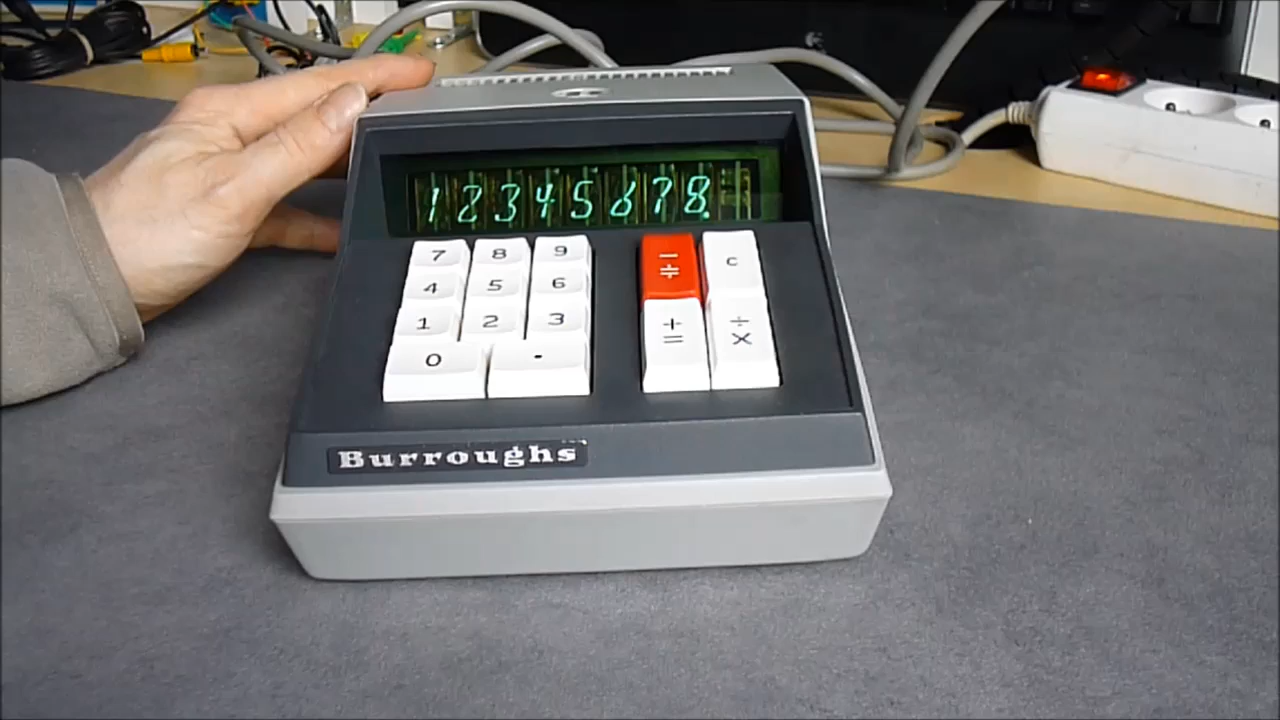 12345678.
7 8 9 − ÷ c
4 5 6
1 2 3 + = ÷ X
0 .
Burroughs